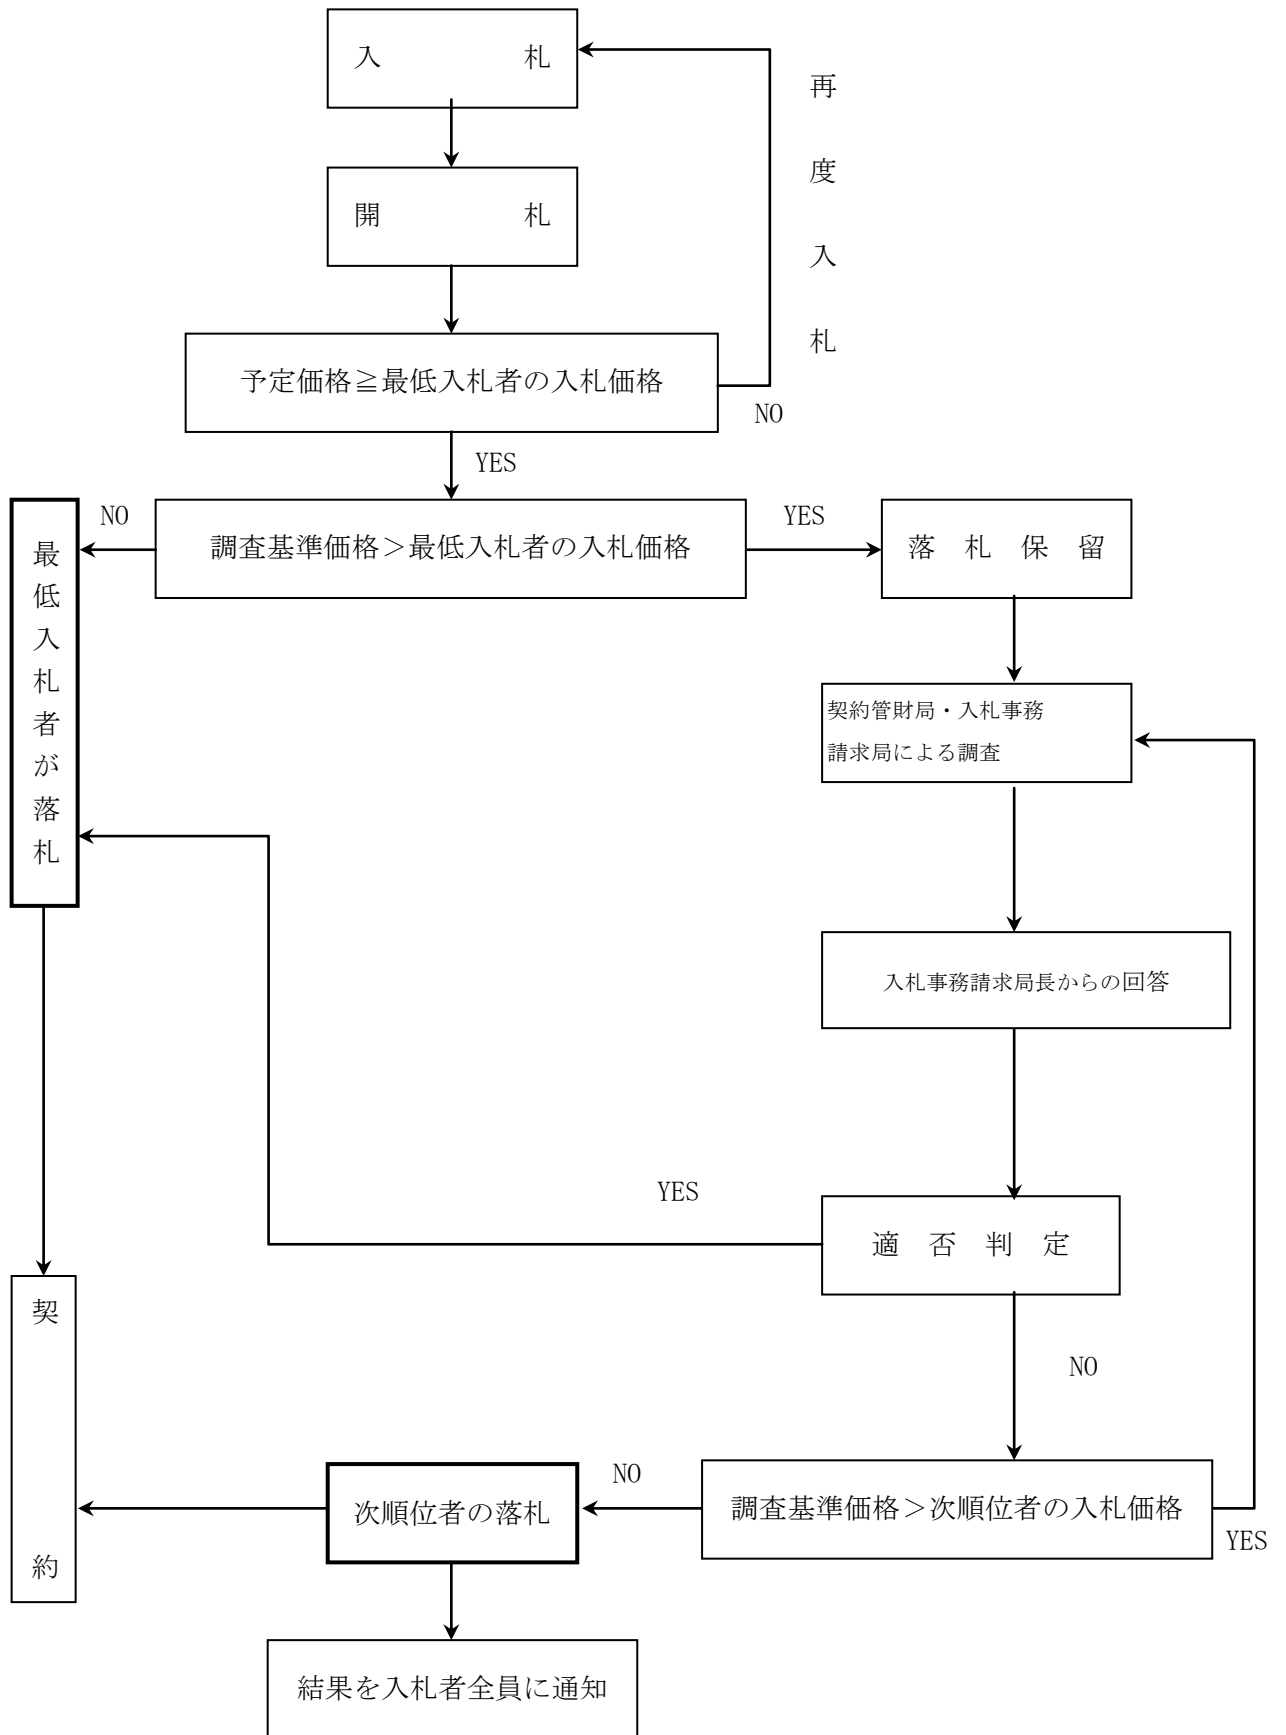 入　　　　札
再度入札
開　　　　札
予定価格≧最低入札者の入札価格
NO
YES
NO
調査基準価格＞最低入札者の入札価格
YES
落　札　保　留
最低入札者が落札
契約管財局・入札事務
請求局による調査
入札事務請求局長からの回答
YES
適　否　判　定
NO
契　　　　約
次順位者の落札
NO
調査基準価格＞次順位者の入札価格
YES
結果を入札者全員に通知